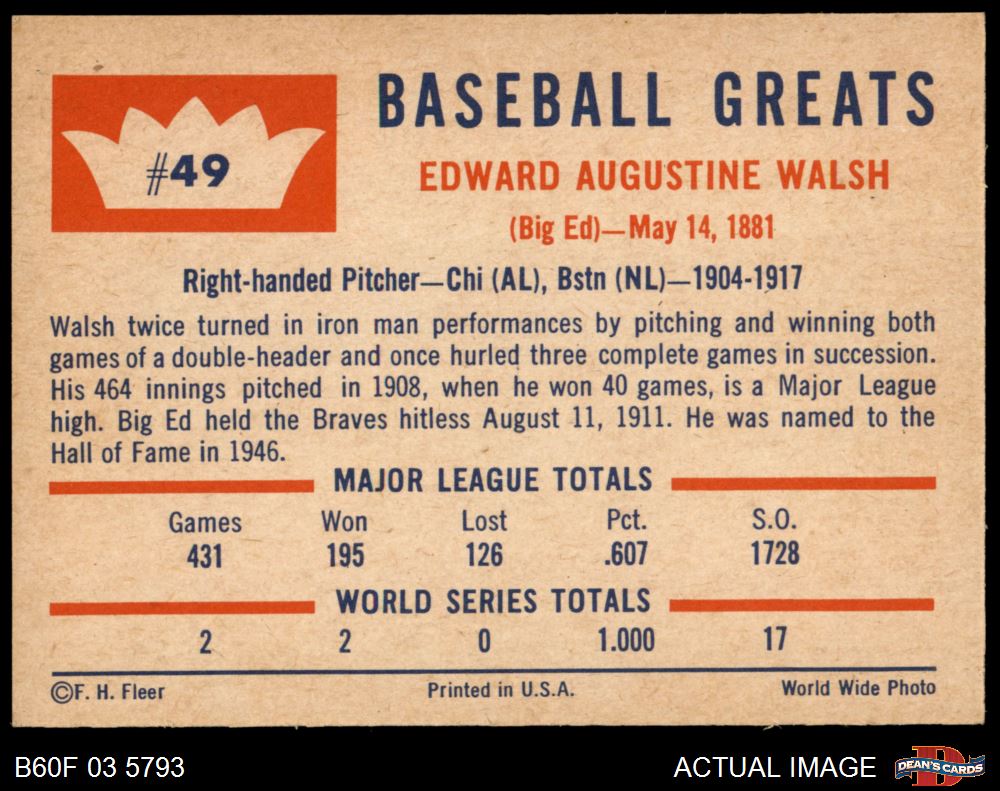 #49
BASEBALL GREATS
EDWARD AUGUSTINE WALSH
(Big Ed)—May 14, 1881
Right-handed Pitcher—Chi (AL), Bstn (NL)—1904-1917
Walsh twice turned in iron man performances by pitching and winning both
games of a double-header and once hurled three complete games in succession.
His 464 innings pitched in 1908, when he won 40 games, is a Major League
high. Big Ed held the Braves hitless August 11, 1911. He was named to the
Hall of Fame in 1946.
MAJOR LEAGUE TOTALS
Games Won Lost Pct. S.O.
431 195 126 .607 1728
WORLD SERIES TOTALS
2 2 0 1.000 17
©F. H. Fleer Printed in U.S.A. World Wide Photo
B60F 03 5793 ACTUAL IMAGE D DEAN'S CARDS